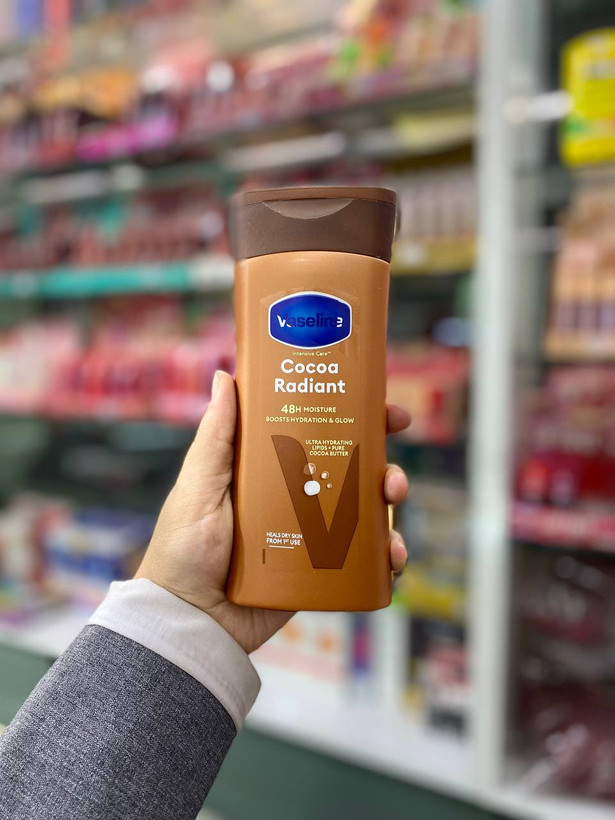 Vaseline
Intensive Care™
Cocoa
Radiant
48H MOISTURE
BOOSTS HYDRATION & GLOW
ULTRA HYDRATING
LIPIDS + PURE
COCOA BUTTER
HEALS DRY SKIN
FROM 1ST USE